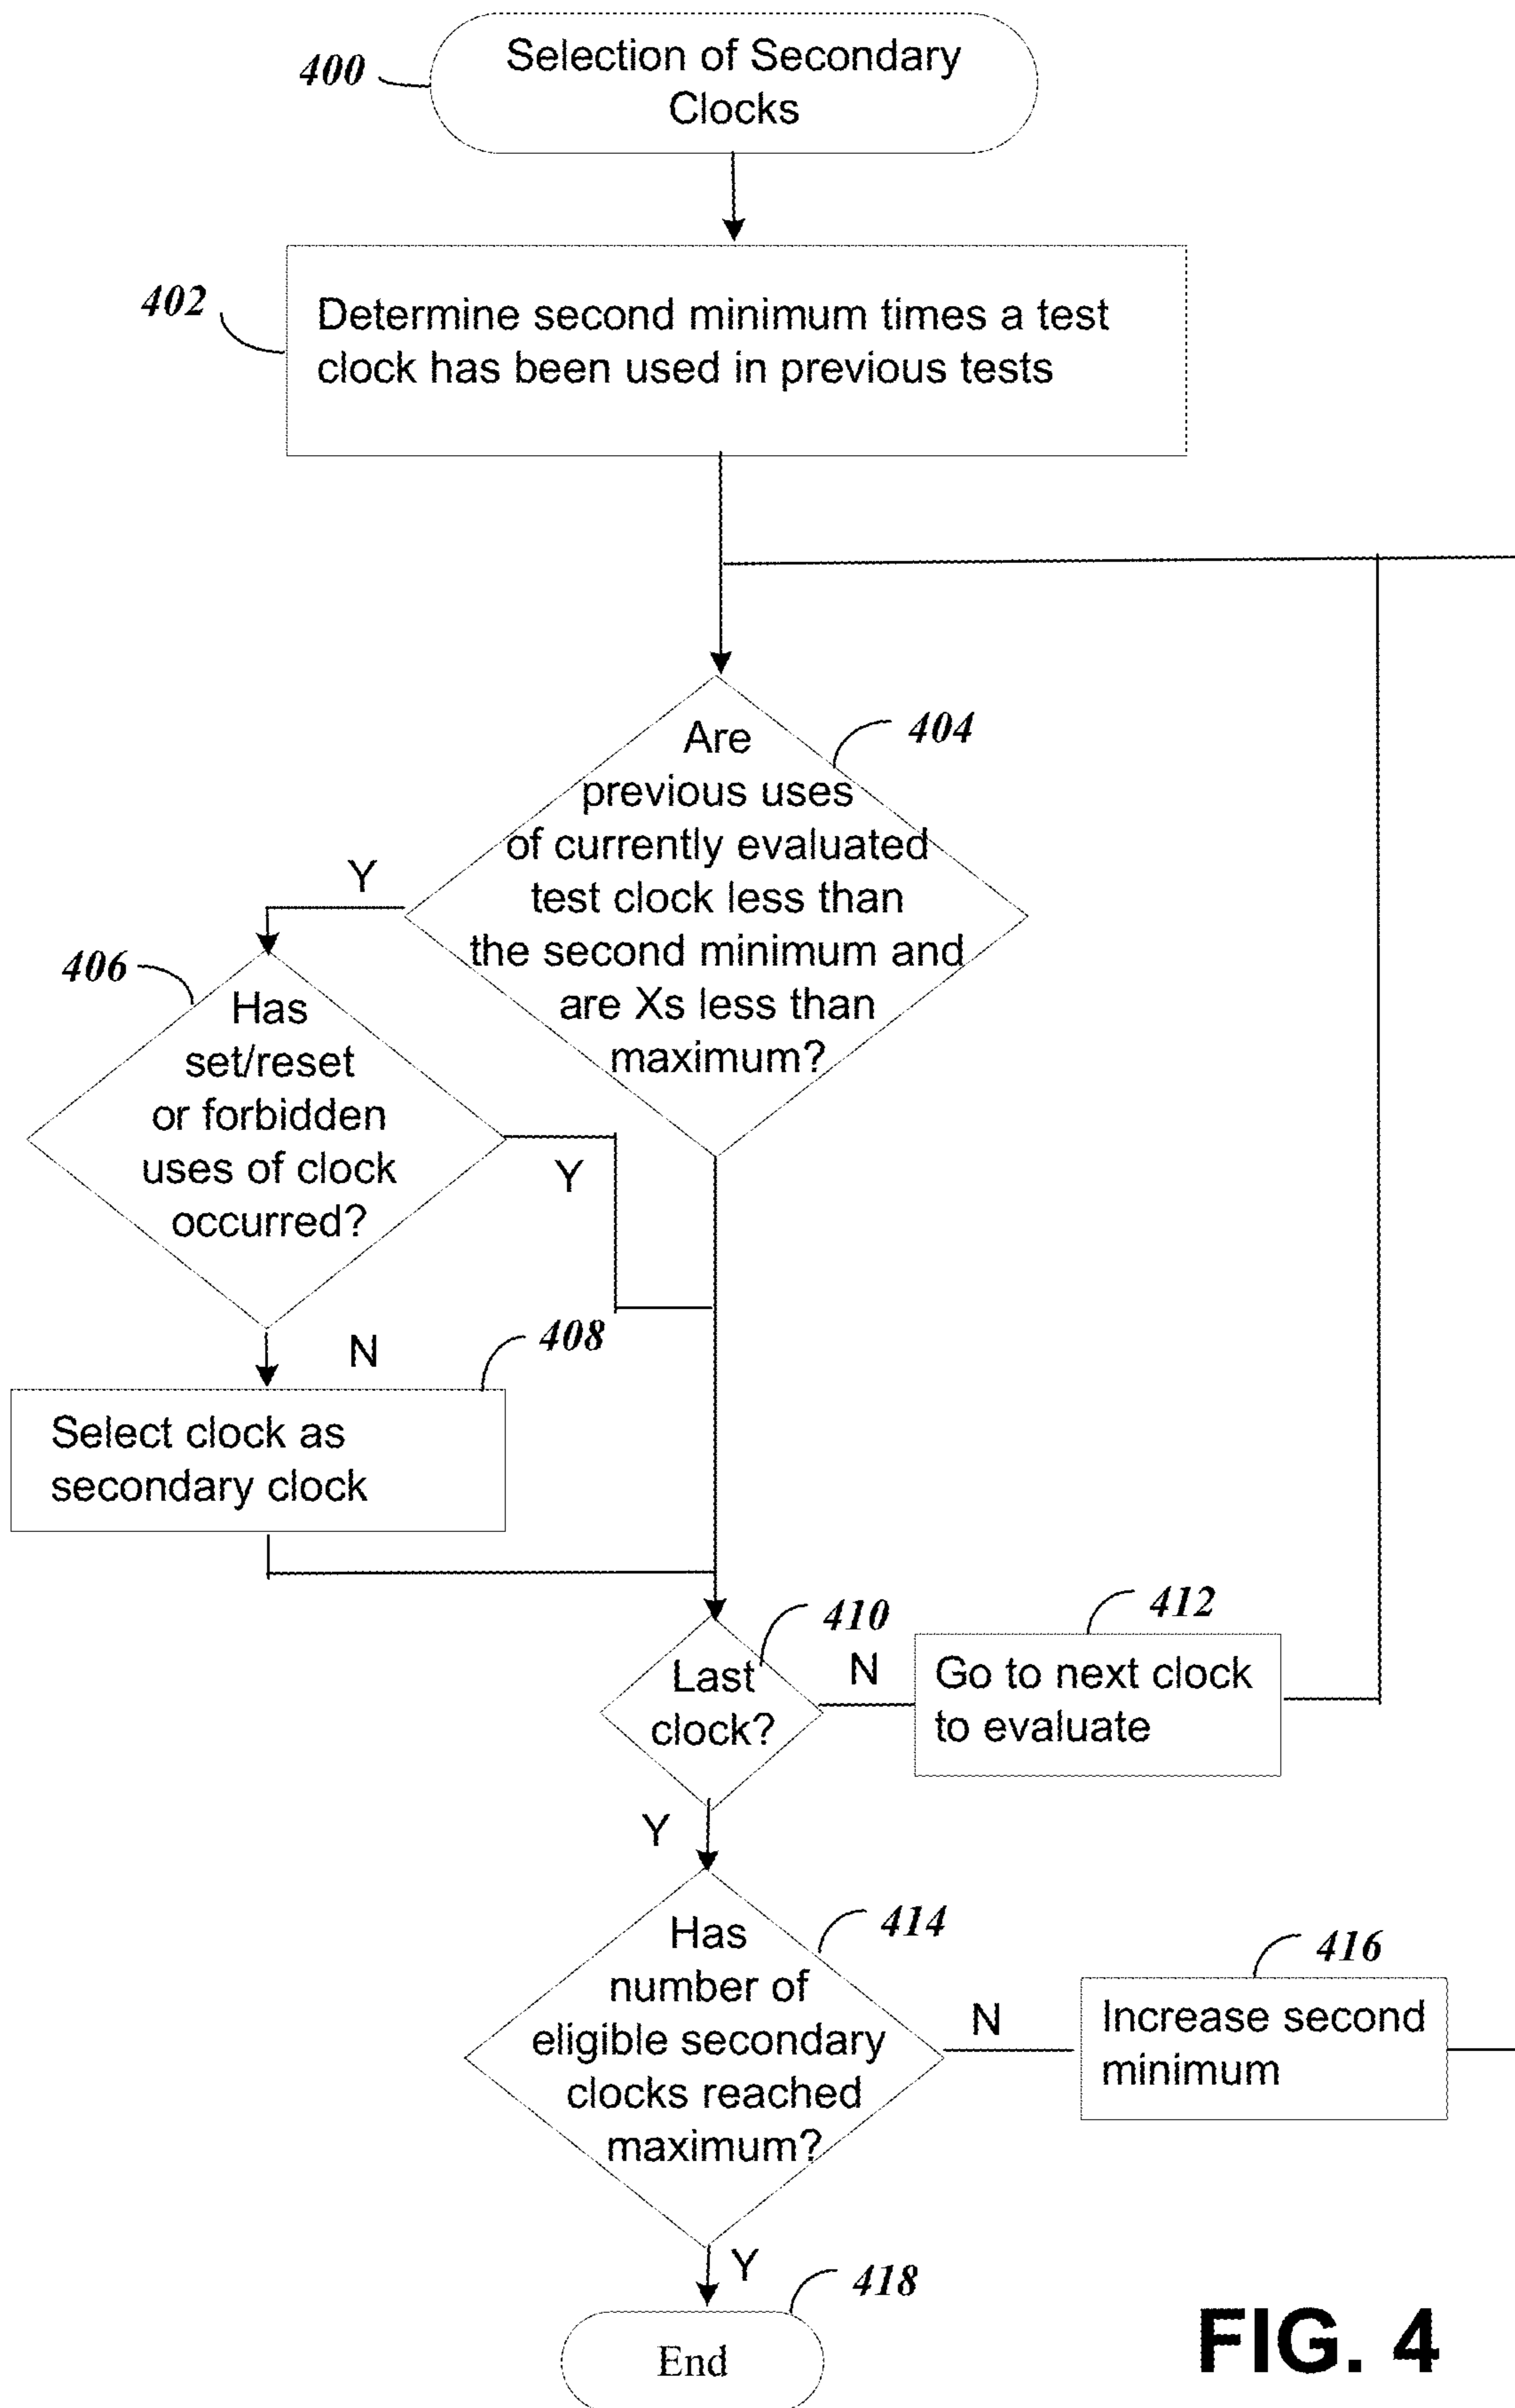 400
Selection of Secondary
Clocks
402
Determine second minimum times a test
clock has been used in previous tests
404
Are
previous uses
of currently evaluated
test clock less than
the second minimum and
are Xs less than
maximum?
Y
406
Has
set/reset
or forbidden
uses of clock
occurred?
Y
N
408
Select clock as
secondary clock
410
Last
clock?
N
412
Go to next clock
to evaluate
Y
414
Has
number of
eligible secondary
clocks reached
maximum?
N
416
Increase second
minimum
Y
418
End
FIG. 4